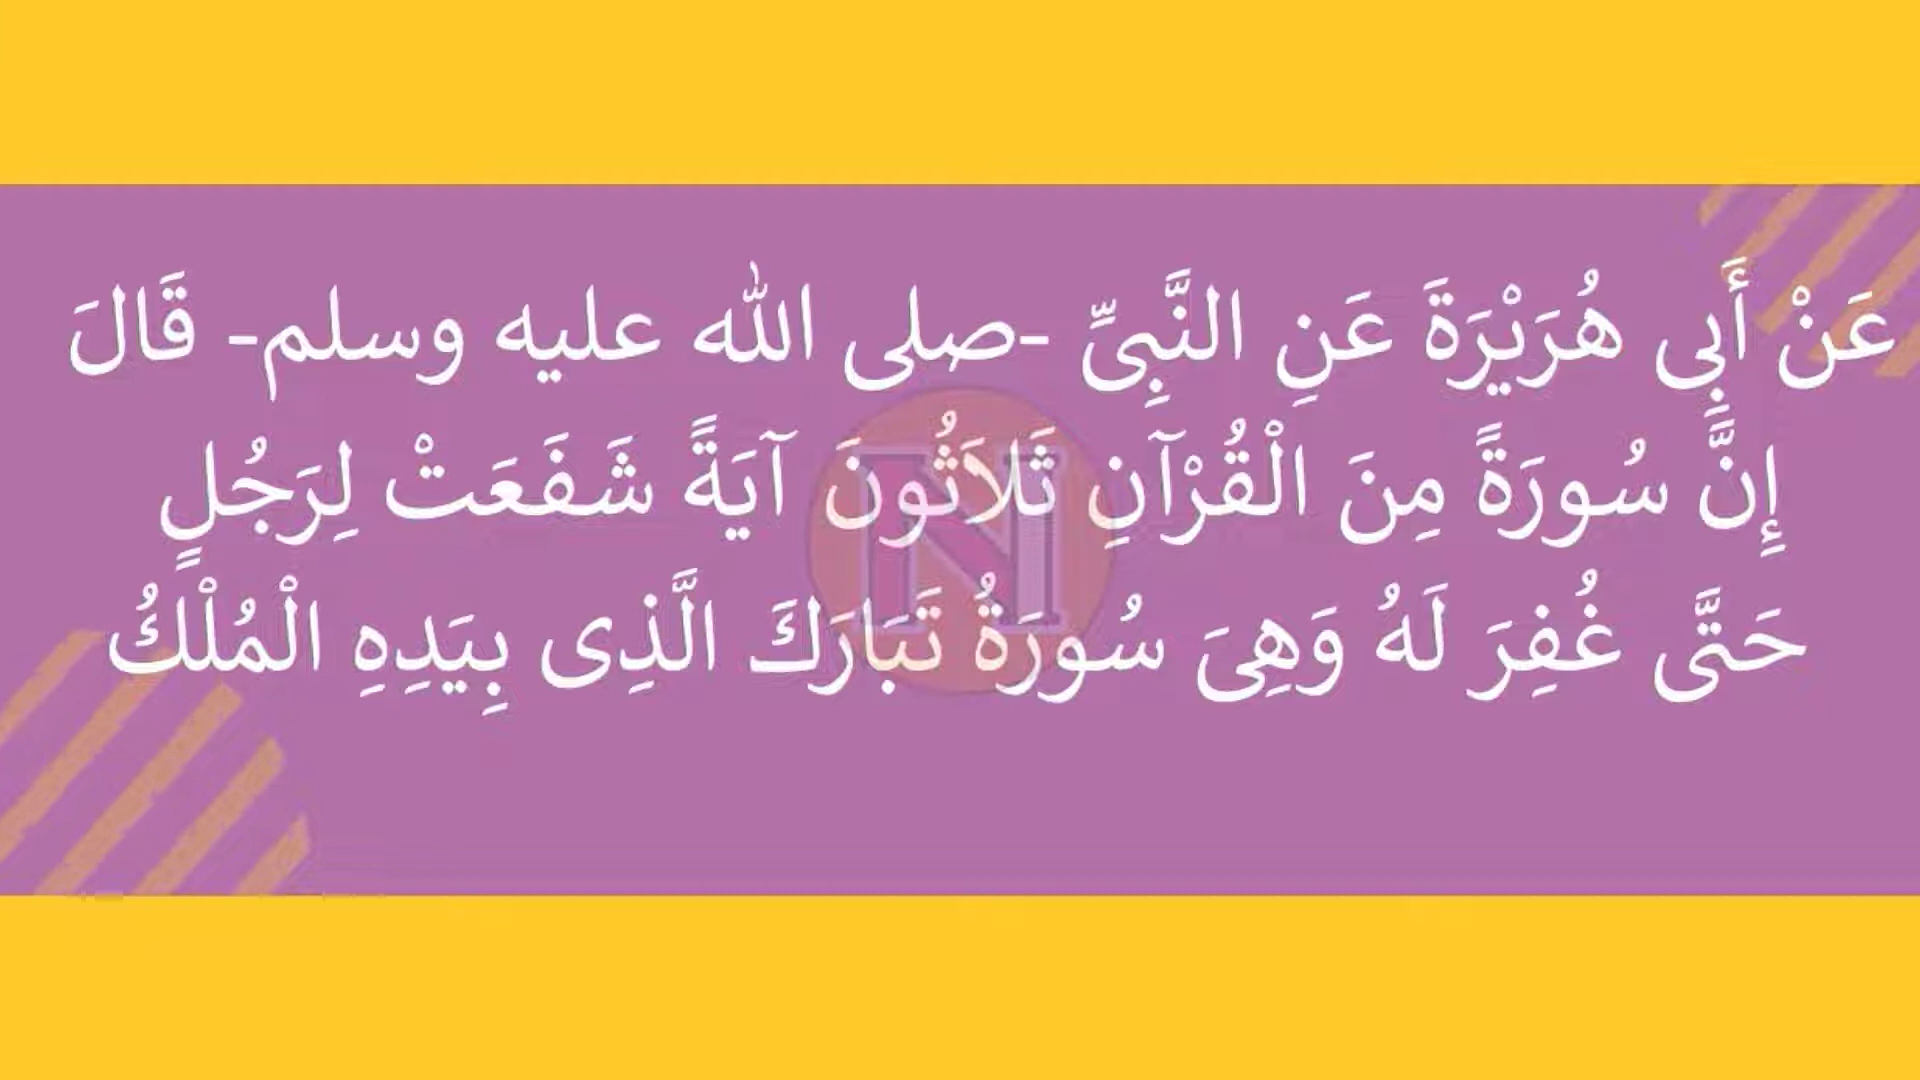 عَنْ أَبِى هُرَيْرَةَ عَنِ النَّبِىِّ -صلى الله عليه وسلم- قَالَ
إِنَّ سُورَةً مِنَ الْقُرْآنِ ثَلاَثُونَ آيَةً شَفَعَتْ لِرَجُلٍ
حَتَّى غُفِرَ لَهُ وَهِىَ سُورَةُ تَبَارَكَ الَّذِى بِيَدِهِ الْمُلْكُ
N